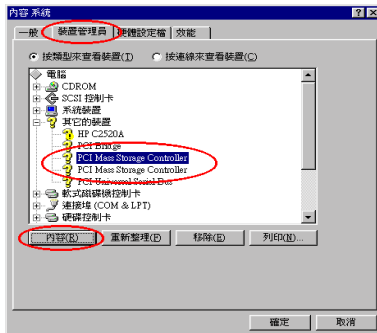 內容 系統
一般 裝置管理員 硬體設定檔 效能
按類型來查看裝置(T) 按連線來查看裝置(C)
電腦
CDROM
SCSI 控制卡
系統裝置
其它的裝置
HP C2520A
PCI Bridge
PCI Mass Storage Controller
PCI Mass Storage Controller
PCI Universal Serial Bus
軟式磁碟機控制卡
連接埠 (COM & LPT)
硬碟控制卡
內容(R) 重新整理(F) 移除(E) 列印(N)...
確定 取消